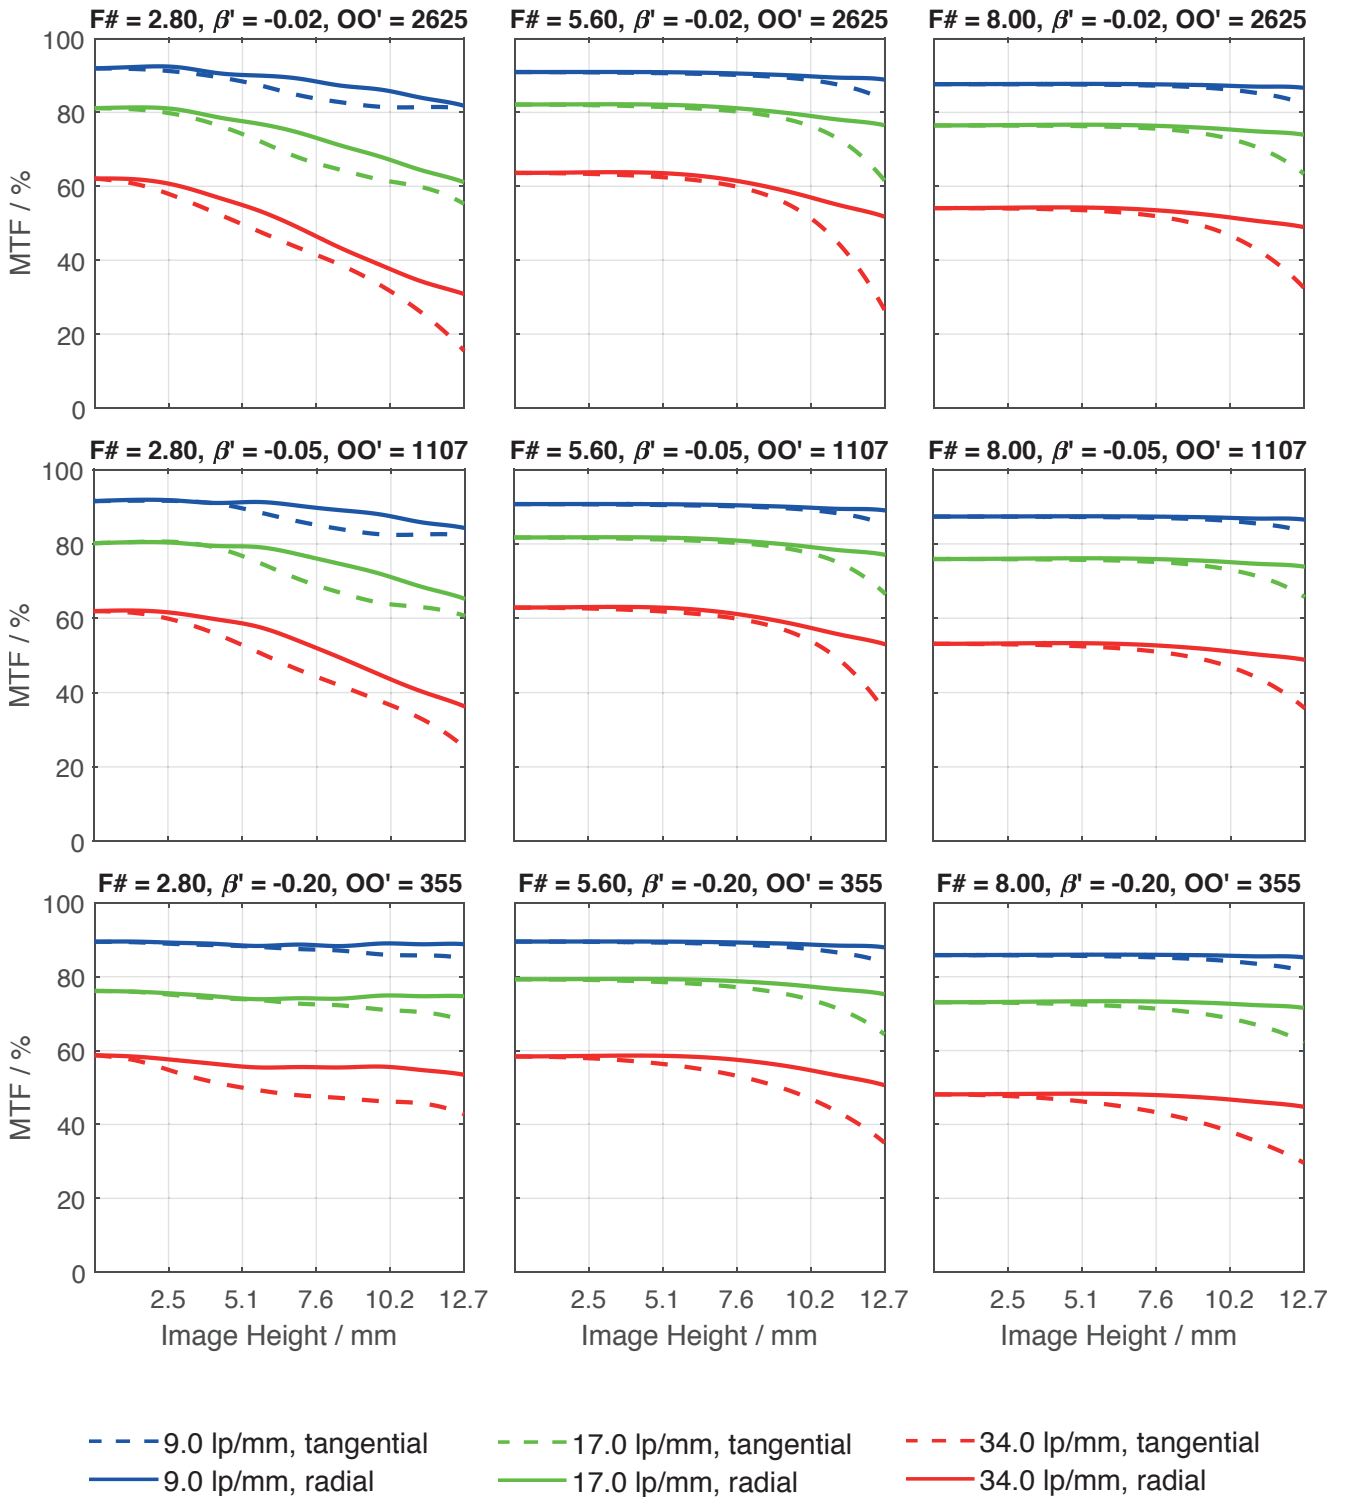 F# = 2.80, β' = -0.02, OO' = 2625
F# = 5.60, β' = -0.02, OO' = 2625
F# = 8.00, β' = -0.02, OO' = 2625
100
80
60
40
20
0
MTF / %
F# = 2.80, β' = -0.05, OO' = 1107
F# = 5.60, β' = -0.05, OO' = 1107
F# = 8.00, β' = -0.05, OO' = 1107
100
80
60
40
20
0
MTF / %
F# = 2.80, β' = -0.20, OO' = 355
F# = 5.60, β' = -0.20, OO' = 355
F# = 8.00, β' = -0.20, OO' = 355
100
80
60
40
20
0
MTF / %
2.5 5.1 7.6 10.2 12.7
2.5 5.1 7.6 10.2 12.7
2.5 5.1 7.6 10.2 12.7
Image Height / mm
Image Height / mm
Image Height / mm
9.0 lp/mm, tangential
9.0 lp/mm, radial
17.0 lp/mm, tangential
17.0 lp/mm, radial
34.0 lp/mm, tangential
34.0 lp/mm, radial